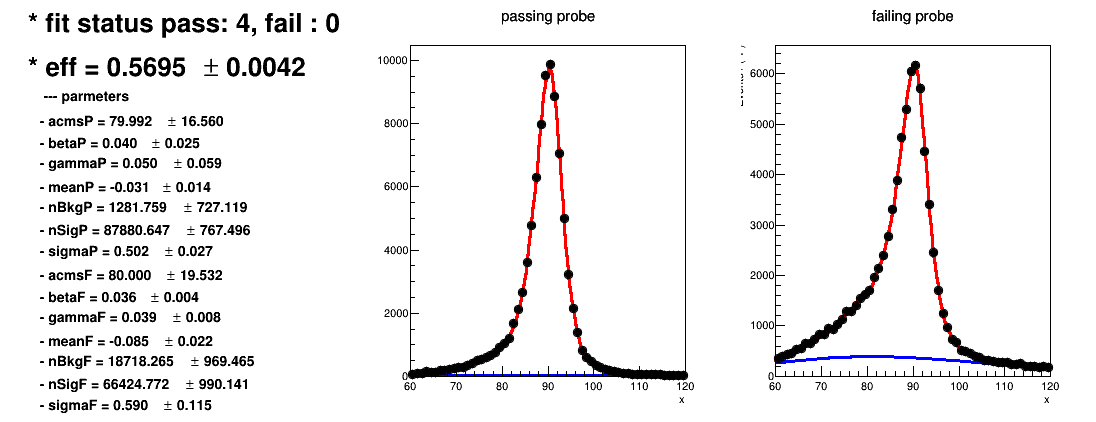 * fit status pass: 4, fail : 0
* eff = 0.5695 ± 0.0042
--- parmeters
- acmsP = 79.992 ± 16.560
- betaP = 0.040 ± 0.025
- gammaP = 0.050 ± 0.059
- meanP = -0.031 ± 0.014
- nBkgP = 1281.759 ± 727.119
- nSigP = 87880.647 ± 767.496
- sigmaP = 0.502 ± 0.027
- acmsF = 80.000 ± 19.532
- betaF = 0.036 ± 0.004
- gammaF = 0.039 ± 0.008
- meanF = -0.085 ± 0.022
- nBkgF = 18718.265 ± 969.465
- nSigF = 66424.772 ± 990.141
- sigmaF = 0.590 ± 0.115
passing probe
10000
8000
6000
4000
2000
0
60 70 80 90 100 110 120
x
failing probe
6000
5000
4000
3000
2000
1000
0
60 70 80 90 100 110 120
x